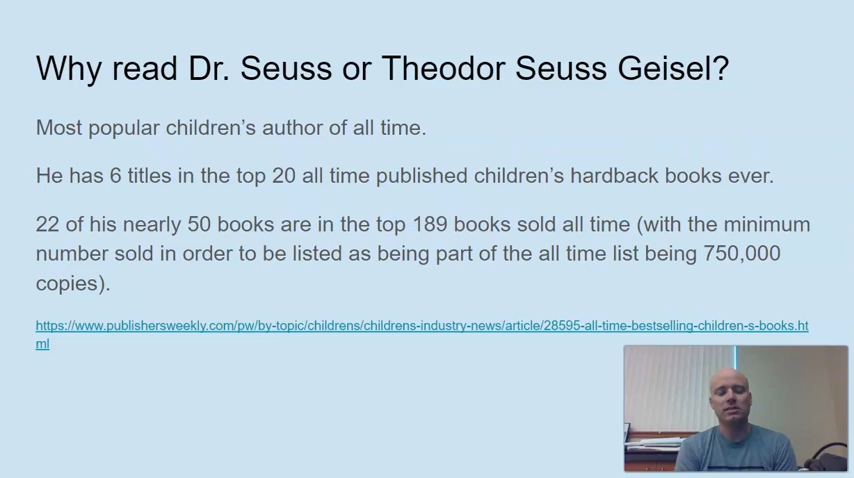 Why read Dr. Seuss or Theodor Seuss Geisel?
Most popular children’s author of all time.
He has 6 titles in the top 20 all time published children’s hardback books ever.
22 of his nearly 50 books are in the top 189 books sold all time (with the minimum
number sold in order to be listed as being part of the all time list being 750,000
copies).
https://www.publishersweekly.com/pw/by-topic/childrens/childrens-industry-news/article/28595-all-time-bestselling-children-s-books.ht
ml